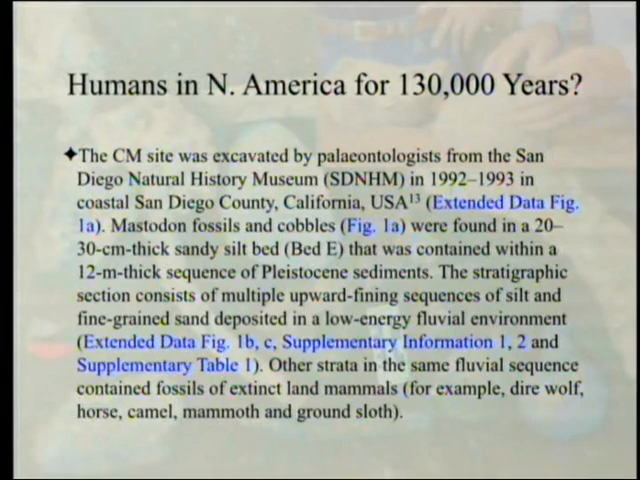 Humans in N. America for 130,000 Years?
✦The CM site was excavated by palaeontologists from the San
Diego Natural History Museum (SDNHM) in 1992–1993 in
coastal San Diego County, California, USA¹³ (Extended Data Fig.
1a). Mastodon fossils and cobbles (Fig. 1a) were found in a 20–
30-cm-thick sandy silt bed (Bed E) that was contained within a
12-m-thick sequence of Pleistocene sediments. The stratigraphic
section consists of multiple upward-fining sequences of silt and
fine-grained sand deposited in a low-energy fluvial environment
(Extended Data Fig. 1b, c, Supplementary Information 1, 2 and
Supplementary Table 1). Other strata in the same fluvial sequence
contained fossils of extinct land mammals (for example, dire wolf,
horse, camel, mammoth and ground sloth).